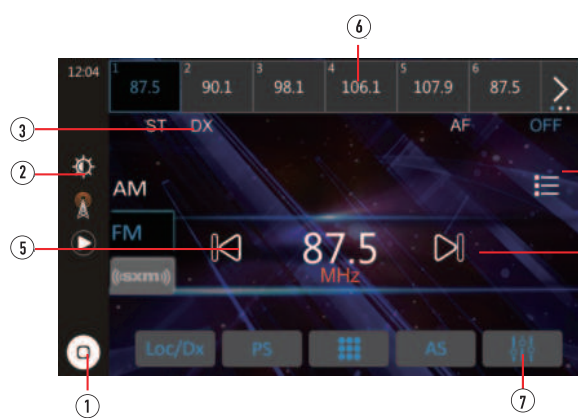 6
12:04
1 2 3 4 5 6
87.5 90.1 98.1 106.1 107.9 87.5
3
ST DX AF OFF
2
AM
FM
5
87.5
MHz
((sxm))
Loc/Dx PS AS
1
7